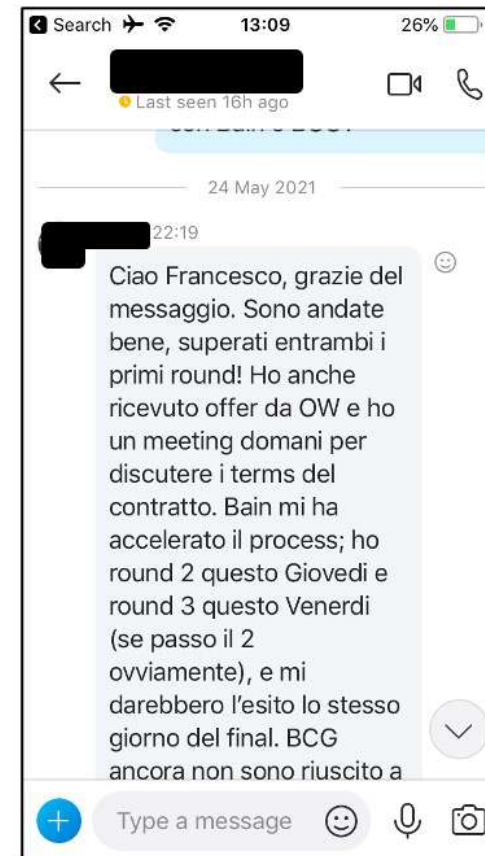 Search 13:09 26%
Last seen 16h ago
24 May 2021
22:19
Ciao Francesco, grazie del
messaggio. Sono andate
bene, superati entrambi i
primi round! Ho anche
ricevuto offer da OW e ho
un meeting domani per
discutere i terms del
contratto. Bain mi ha
accelerato il process; ho
round 2 questo Giovedi e
round 3 questo Venerdi
(se passo il 2
ovviamente), e mi
darebbero l'esito lo stesso
giorno del final. BCG
ancora non sono riuscito a
Type a message